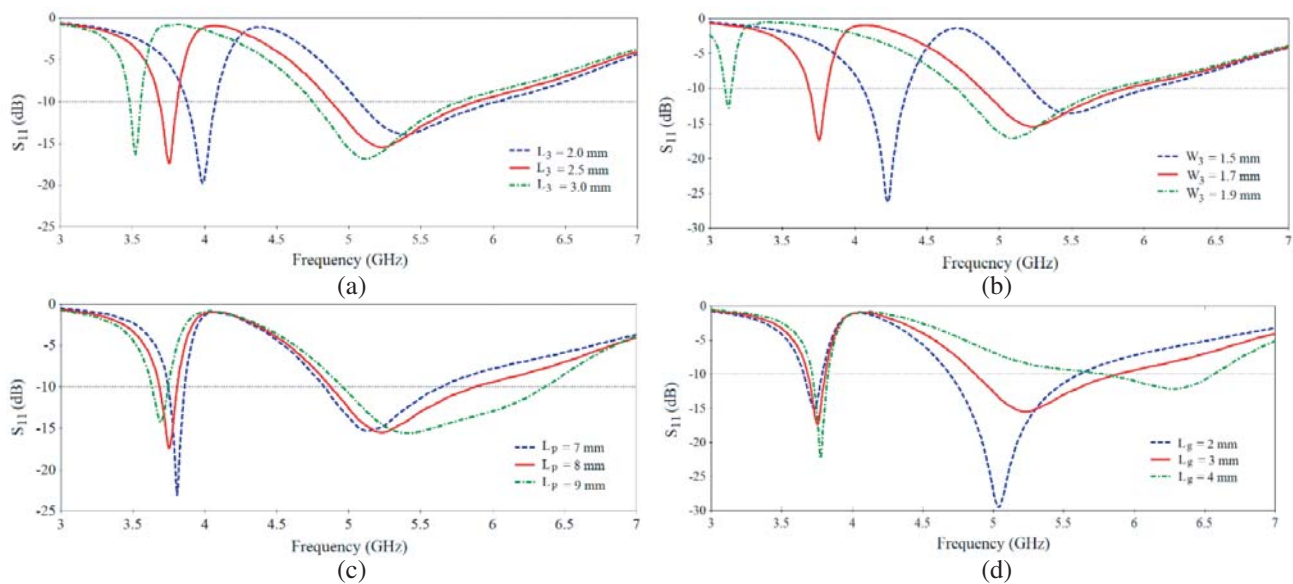 0
-5
-10
-15
-20
-25
S₁₁ (dB)
L₃ = 2.0 mm
L₃ = 2.5 mm
L₃ = 3.0 mm
3 3.5 4 4.5 5 5.5 6 6.5 7
Frequency (GHz)
(a)
0
-5
-10
-15
-20
-25
-30
S₁₁ (dB)
W₃ = 1.5 mm
W₃ = 1.7 mm
W₃ = 1.9 mm
3 3.5 4 4.5 5 5.5 6 6.5 7
Frequency (GHz)
(b)
0
-5
-10
-15
-20
-25
S₁₁ (dB)
Lₚ = 7 mm
Lₚ = 8 mm
Lₚ = 9 mm
3 3.5 4 4.5 5 5.5 6 6.5 7
Frequency (GHz)
(c)
0
-5
-10
-15
-20
-25
-30
S₁₁ (dB)
L_g = 2 mm
L_g = 3 mm
L_g = 4 mm
3 3.5 4 4.5 5 5.5 6 6.5 7
Frequency (GHz)
(d)